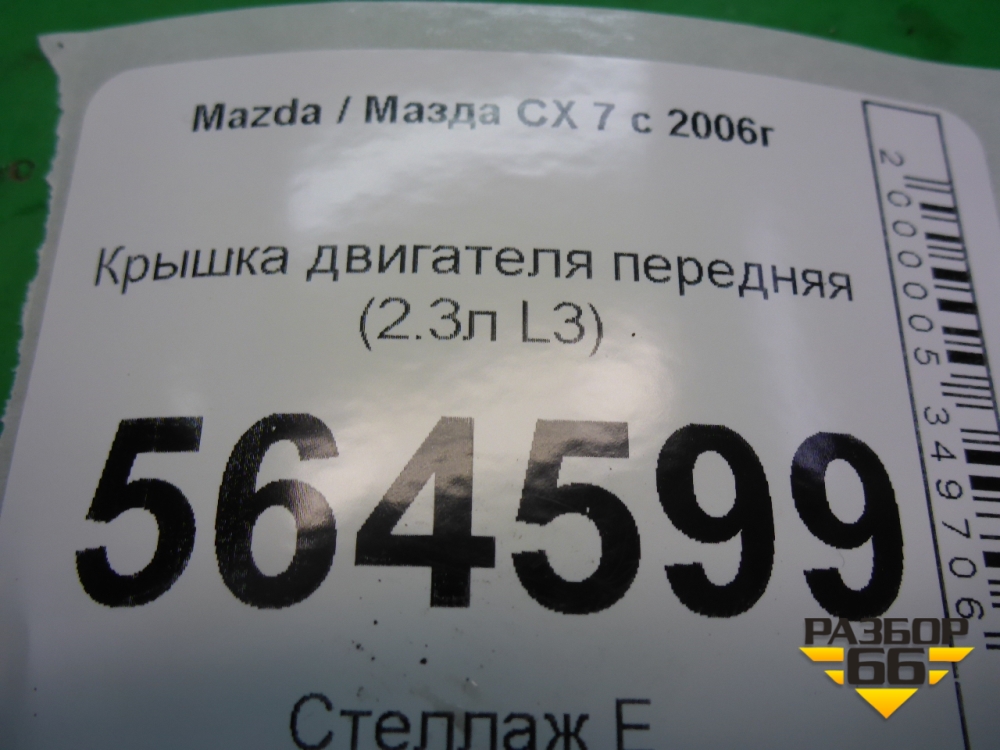 Mazda / Мазда CX 7 с 2006г
Крышка двигателя передняя
(2.3л L3)
564599
Стеллаж Е
2000005349706
РАЗБОР
66